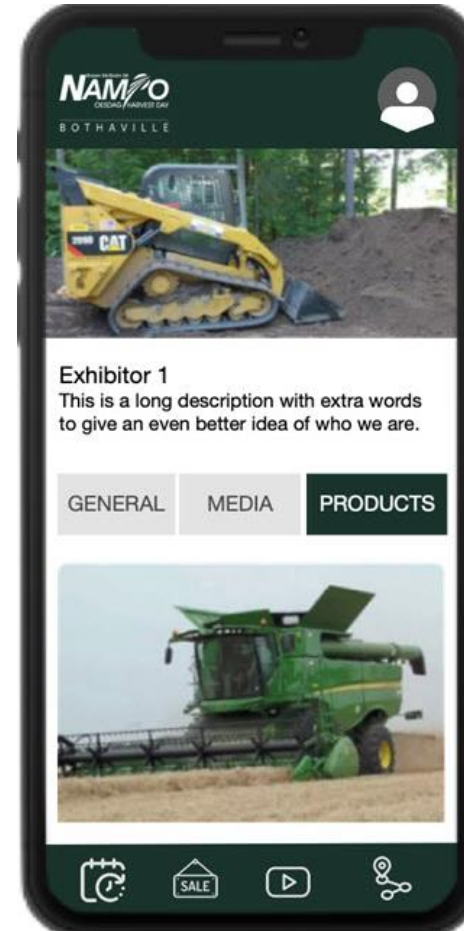 NAMPO
OESDAG/HARVEST DAY
BOTHAVILLE
CAT
Exhibitor 1
This is a long description with extra words
to give an even better idea of who we are.
GENERAL MEDIA PRODUCTS
SALE